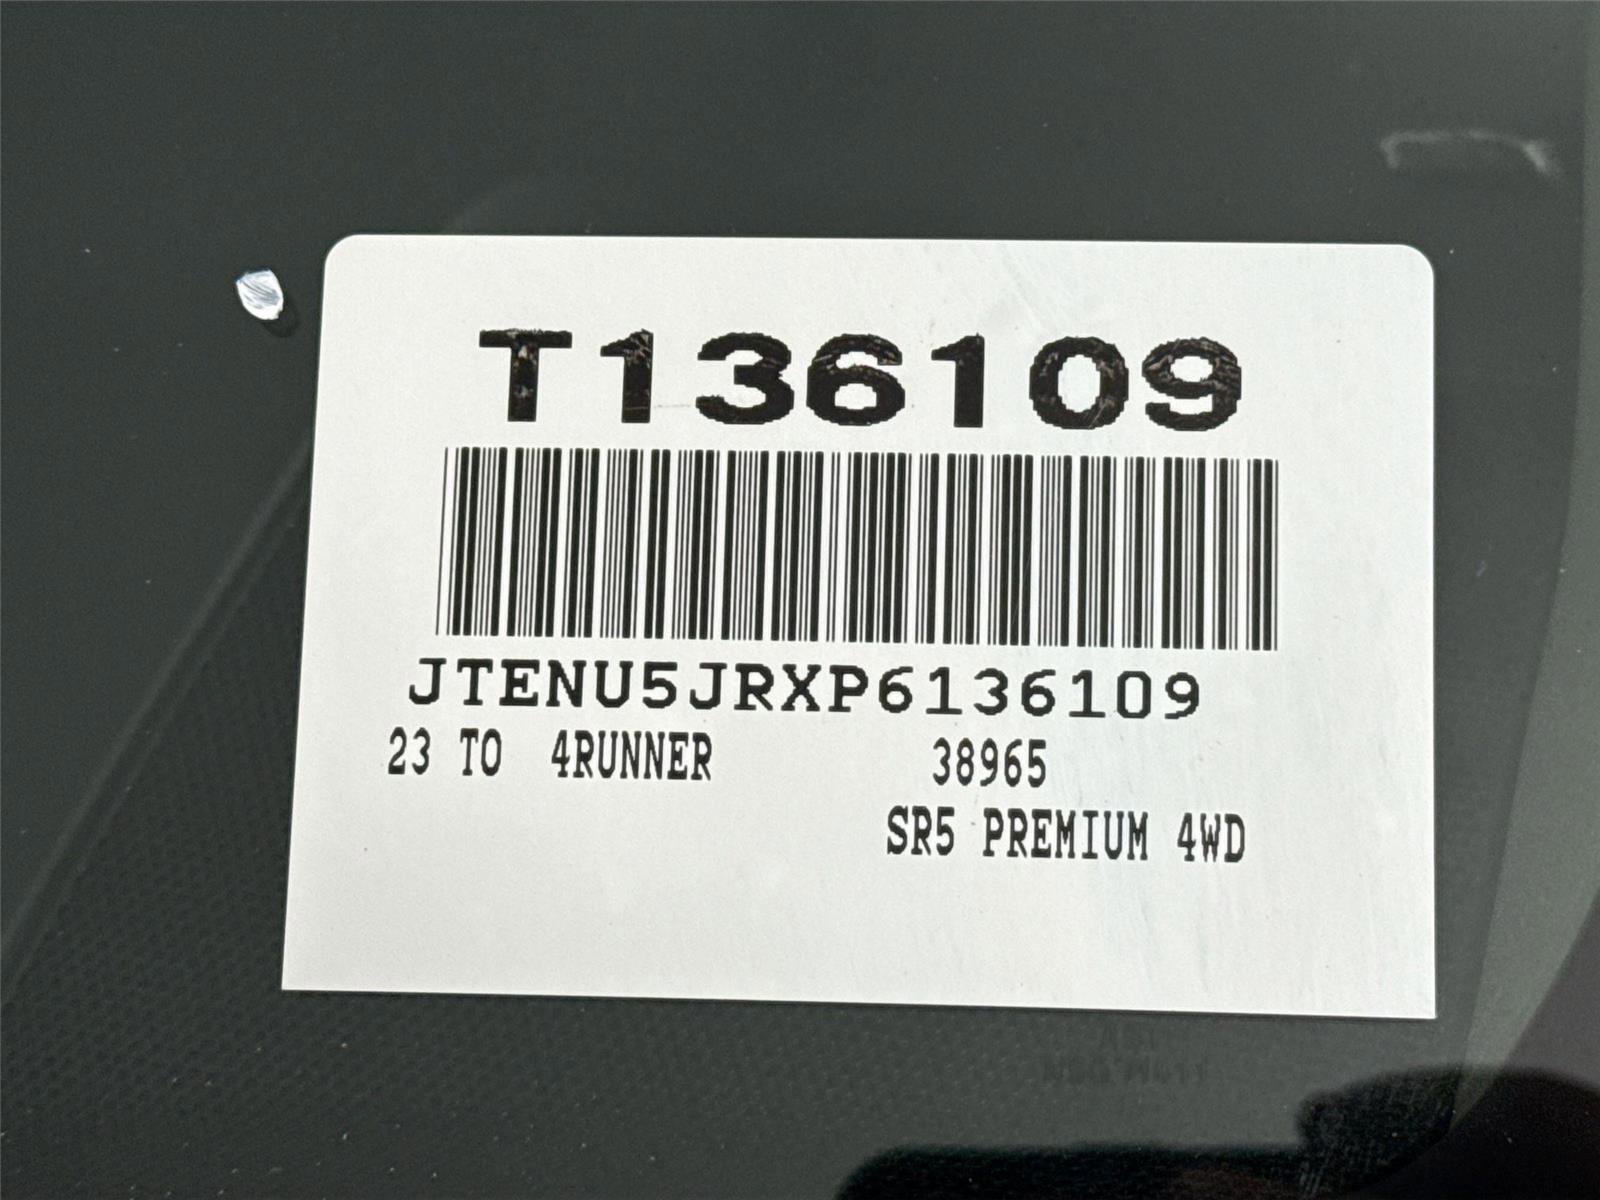 T136109
JTENU5JRXP6136109
23 TO 4RUNNER 38965
SR5 PREMIUM 4WD